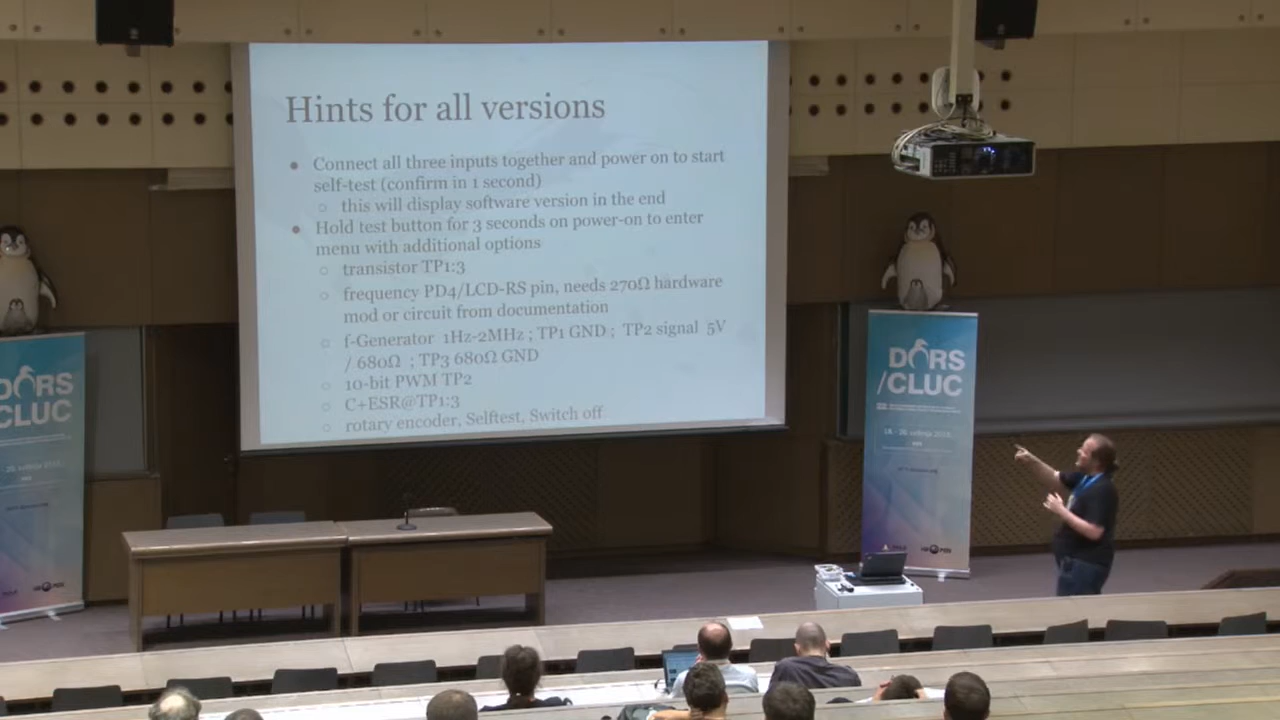 Hints for all versions
● Connect all three inputs together and power on to start
self-test (confirm in 1 second)
○ this will display software version in the end
● Hold test button for 3 seconds on power-on to enter
menu with additional options
○ transistor TP1:3
○ frequency PD4/LCD-RS pin, needs 270Ω hardware
mod or circuit from documentation
○ f-Generator 1Hz-2MHz ; TP1 GND ; TP2 signal 5V
/ 680Ω ; TP3 680Ω GND
○ 10-bit PWM TP2
○ C+ESR@TP1:3
○ rotary encoder, Selftest, Switch off
DORS
CLUC
DORS
/CLUC